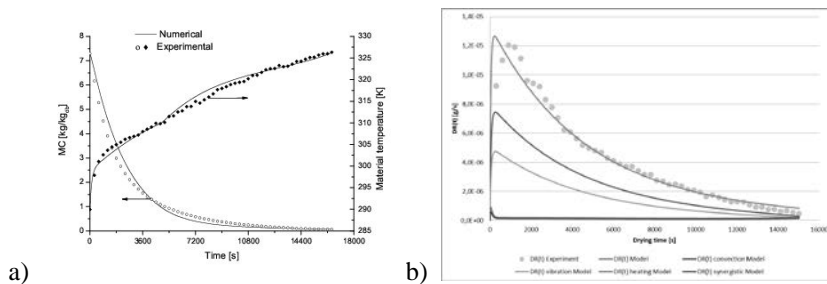 Numerical
Experimental
MC [kg/kg db]
8
7
6
5
4
3
2
1
0
Material temperature [K]
330
325
320
315
310
305
300
295
290
285
0 3600 7200 10800 14400 18000
Time [s]
a)
DR(t) [g/s]
1,4E-05
1,2E-05
1,0E-05
8,0E-06
6,0E-06
4,0E-06
2,0E-06
0,0E+00
0 2000 4000 6000 8000 10000 12000 14000 16000
Drying time [s]
DR(t) Experiment DR(t) Model DR(t) convection Model
DR(t) vibration Model DR(t) heating Model DR(t) synergistic Model
b)